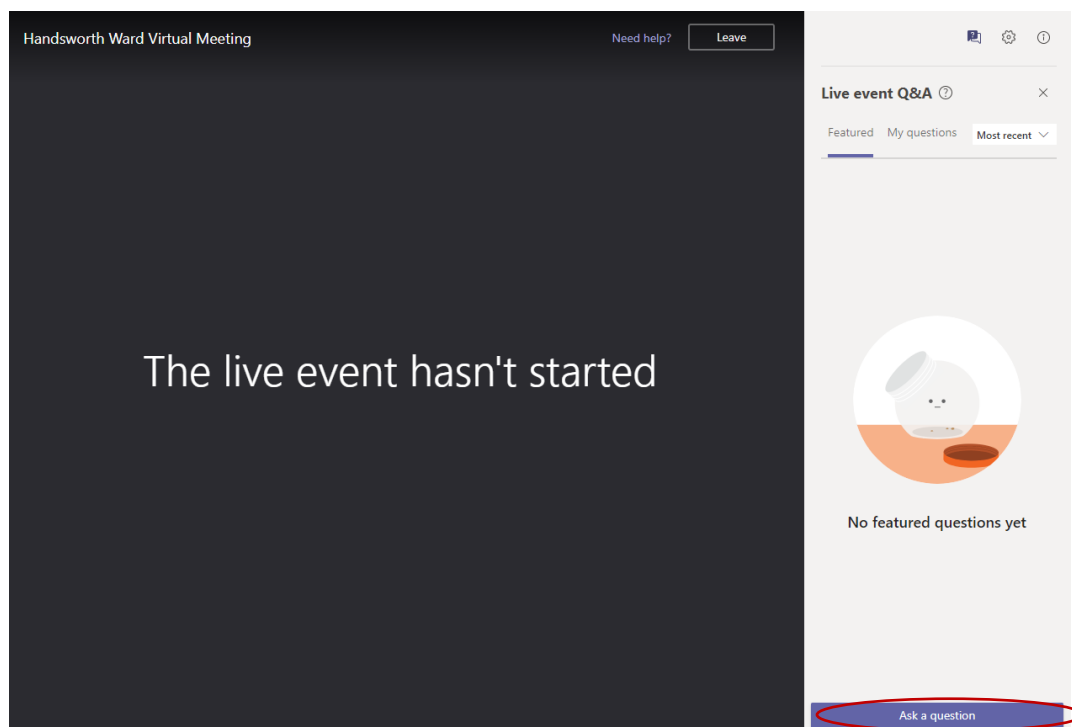 Handsworth Ward Virtual Meeting
Need help?
Leave
The live event hasn't started
Live event Q&A
Featured
My questions
Most recent
No featured questions yet
Ask a question